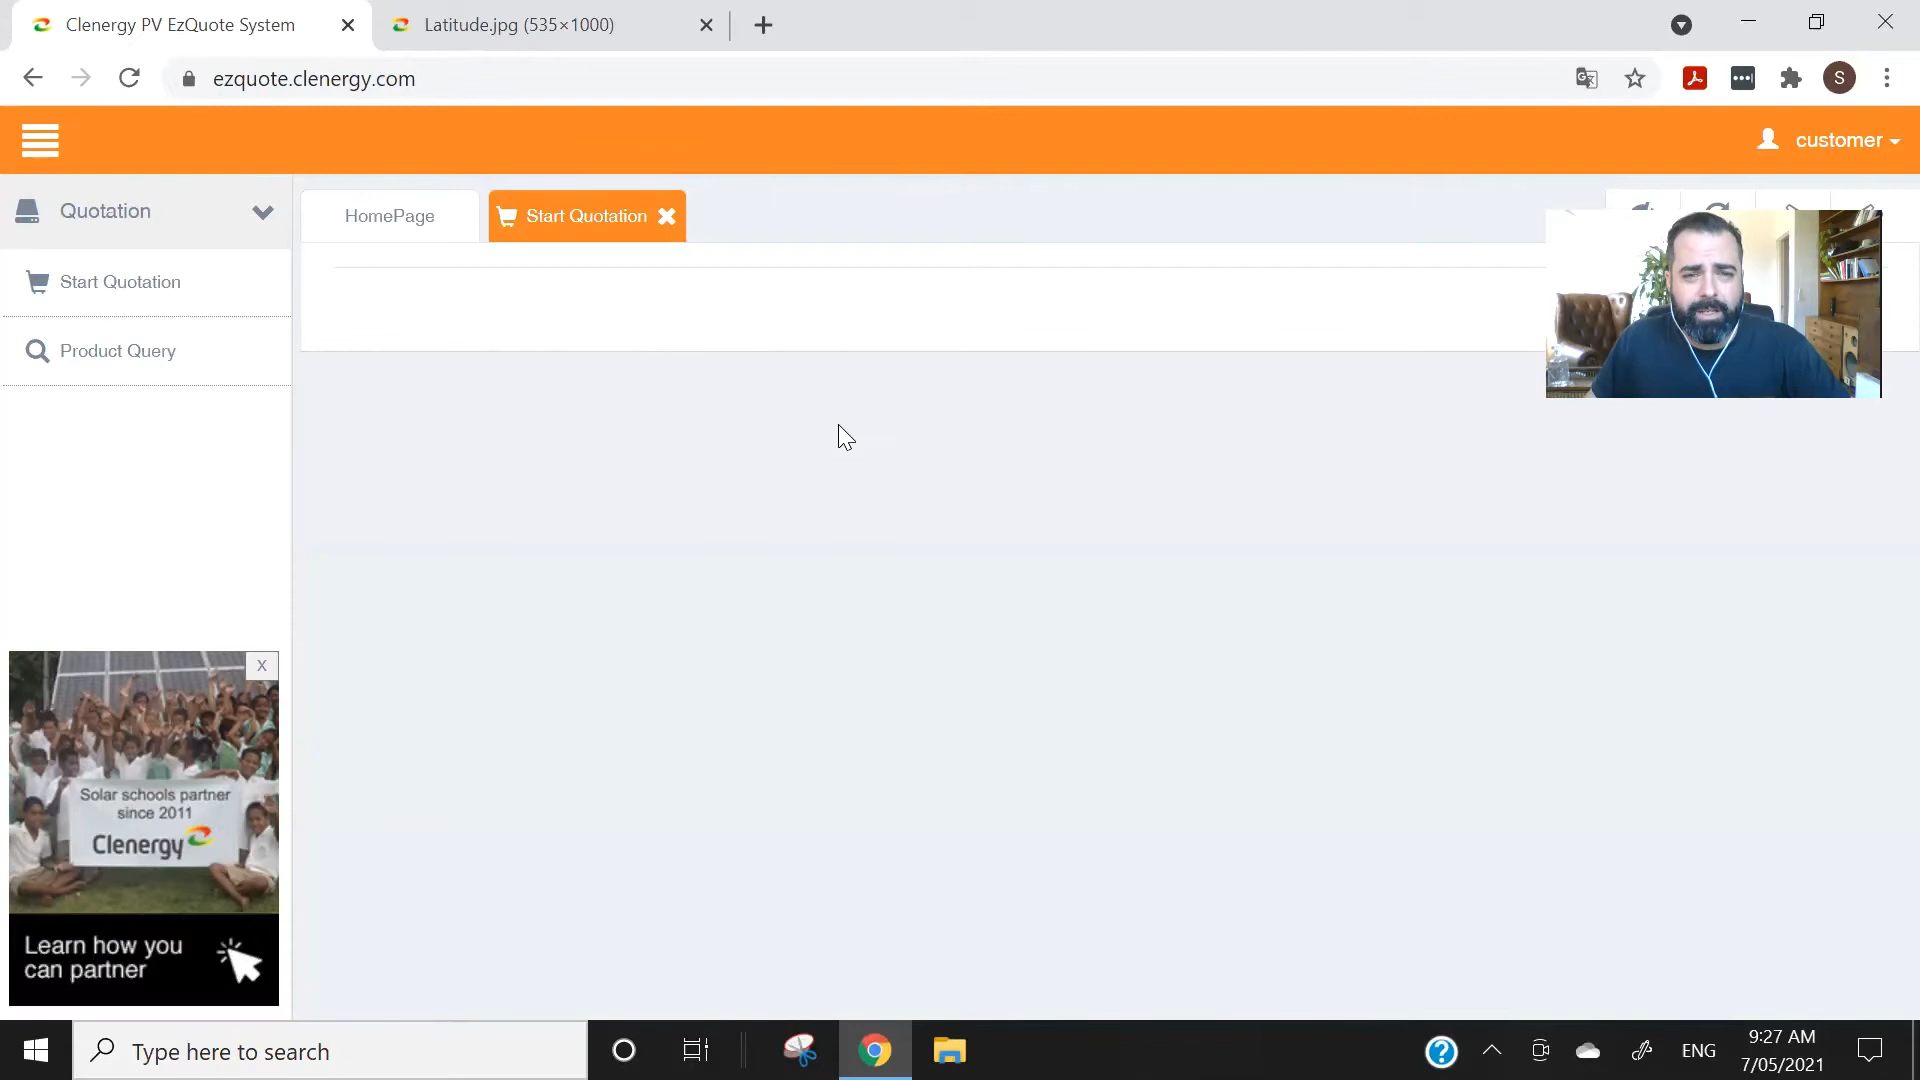 Clenergy PV EzQuote System
Latitude.jpg (535×1000)
ezquote.clenergy.com
S
customer
Quotation
HomePage
Start Quotation
Start Quotation
Product Query
X
Solar schools partner
since 2011
Clenergy
Learn how you
can partner
Type here to search
ENG
9:27 AM
7/05/2021